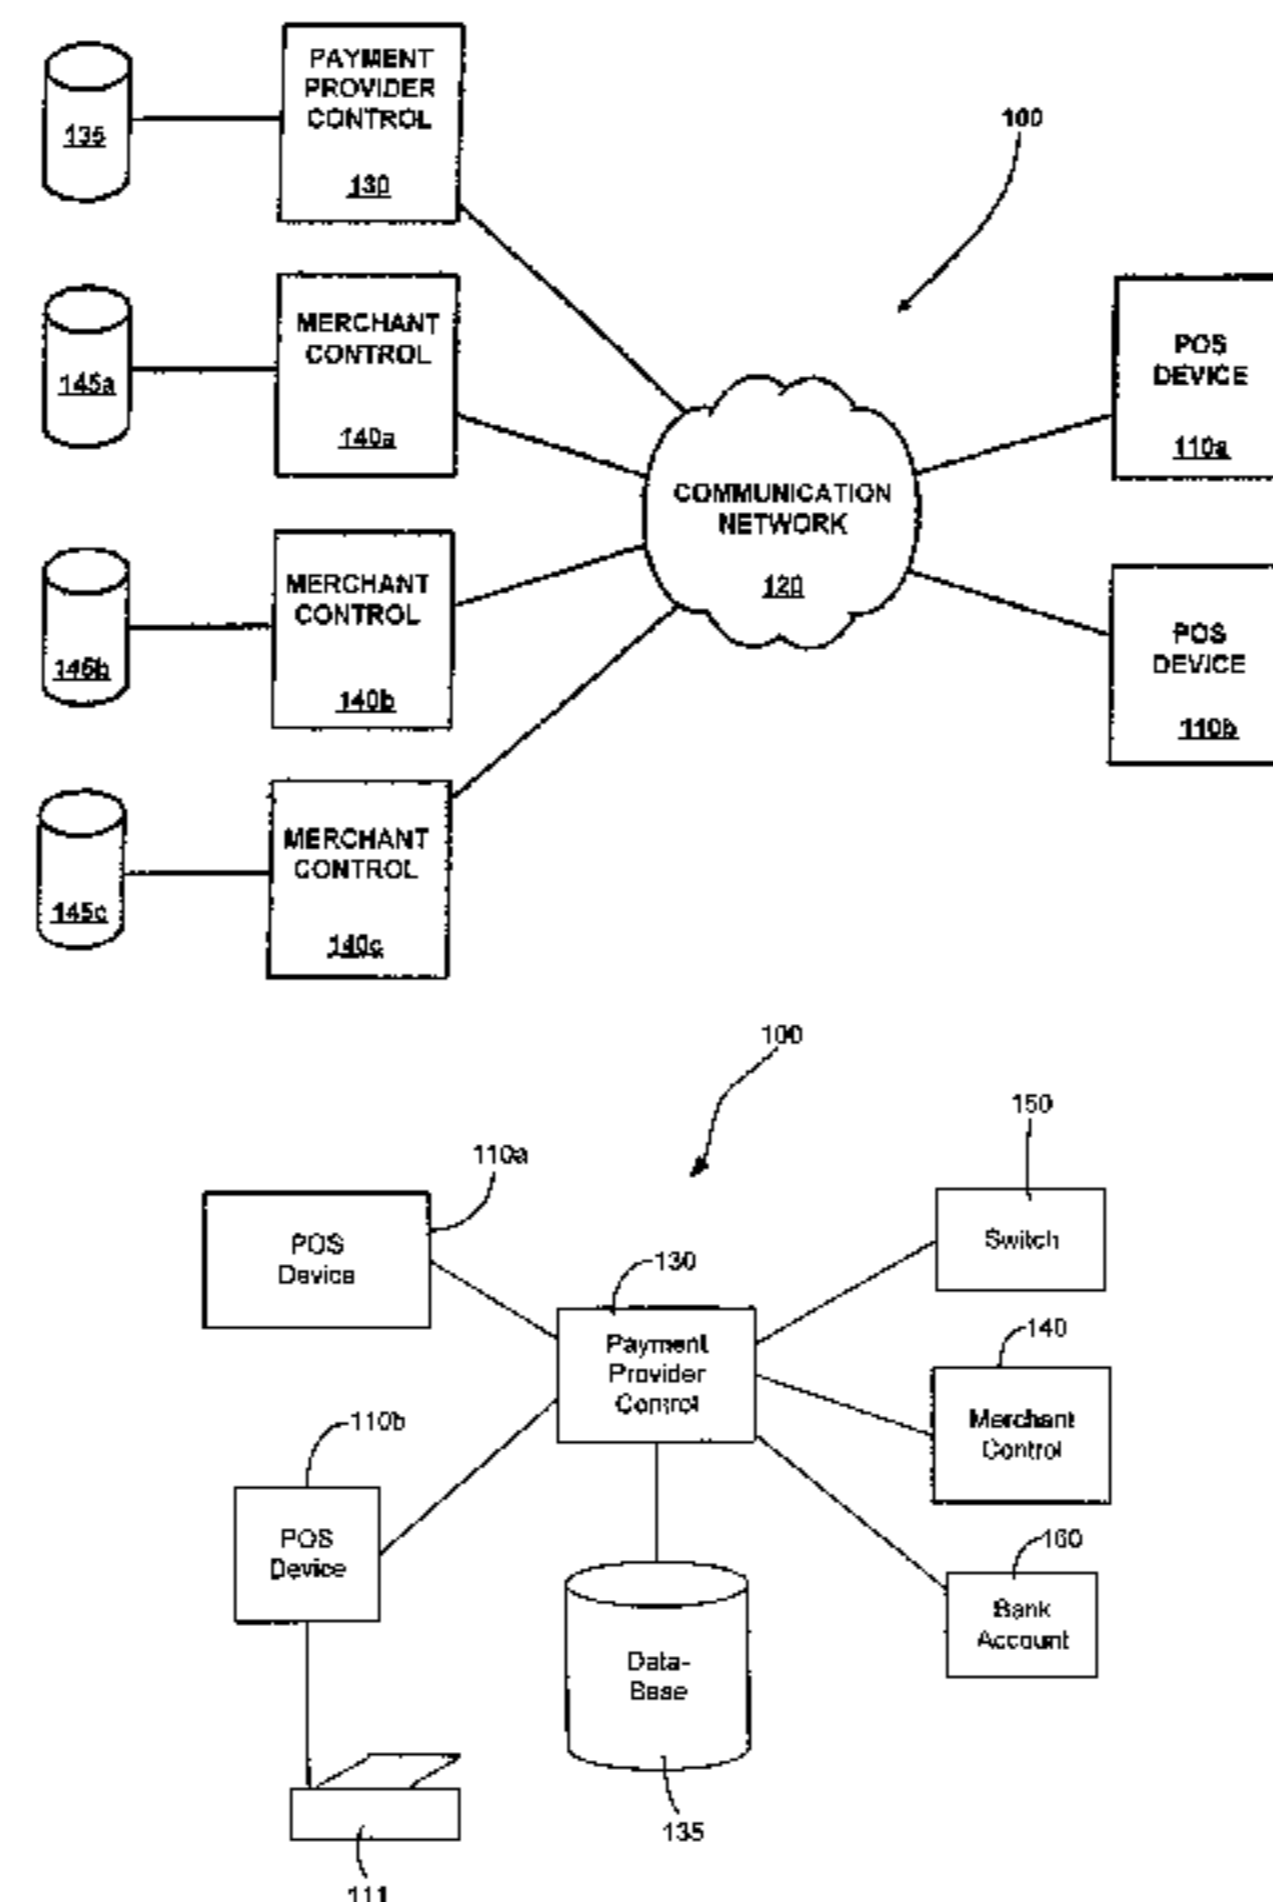 PAYMENT
PROVIDER
CONTROL
130
135
100
MERCHANT
CONTROL
140a
145a
POS
DEVICE
110a
COMMUNICATION
NETWORK
120
MERCHANT
CONTROL
140b
145b
POS
DEVICE
110b
MERCHANT
CONTROL
140c
145c
100
150
110a
Switch
POS
Device
130
140
Payment
Provider
Control
Merchant
Control
110b
160
POS
Device
Bank
Account
Data-
Base
135
111